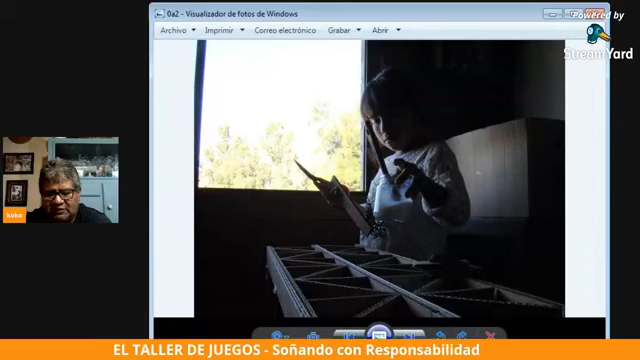 0a2 - Visualizador de fotos de Windows
Archivo Imprimir Correo electrónico Grabar Abrir
Powered by
StreamYard
koko
EL TALLER DE JUEGOS - Soñando con Responsabilidad